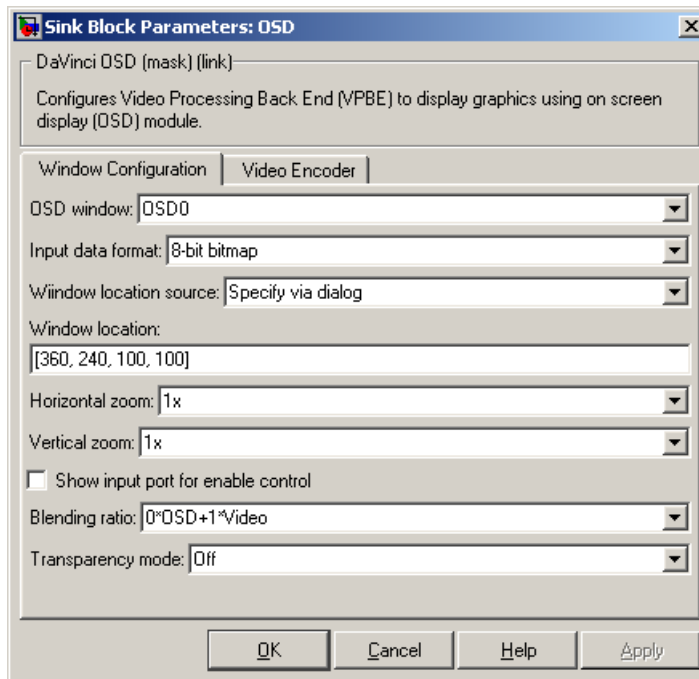 Sink Block Parameters: OSD
DaVinci OSD (mask) (link)
Configures Video Processing Back End (VPBE) to display graphics using on screen
display (OSD) module.
Window Configuration Video Encoder
OSD window: OSD0
Input data format: 8-bit bitmap
Wiindow location source: Specify via dialog
Window location:
[360, 240, 100, 100]
Horizontal zoom: 1x
Vertical zoom: 1x
Show input port for enable control
Blending ratio: 0*OSD+1*Video
Transparency mode: Off
OK Cancel Help Apply